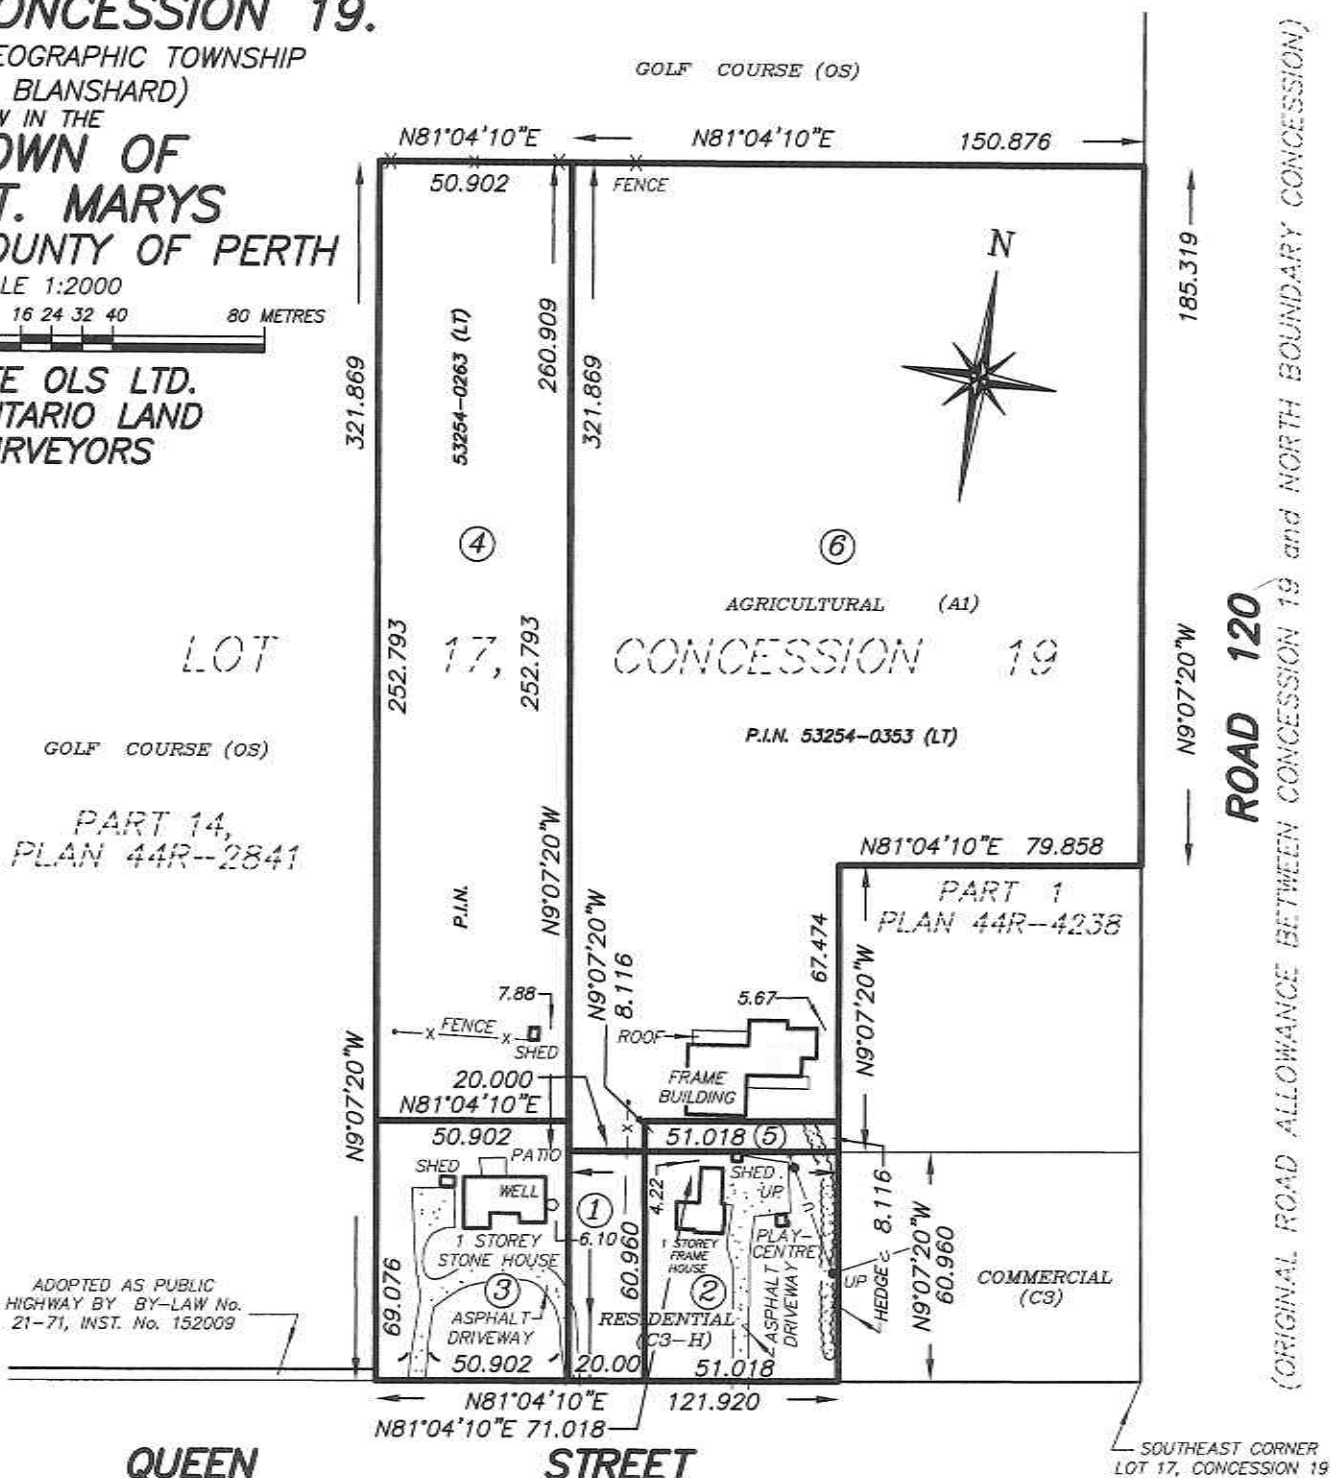 CONCESSION 19.
GEOGRAPHIC TOWNSHIP
BLANSHARD)
IN THE
TOWN OF
ST. MARYS
COUNTY OF PERTH
SCALE 1:2000
16 24 32 40 80 METRES
OLS LTD.
ONTARIO LAND
SURVEYORS
GOLF COURSE (OS)
N81°04'10"E
N81°04'10"E 150.876
50.902
FENCE
N
321.869
53254-0263 (LT)
260.909
321.869
185.319
4
6
AGRICULTURAL (A1)
LOT 17, CONCESSION 19
252.793
252.793
P.I.N. 53254-0353 (LT)
N9°07'20"W
ROAD 120
(ORIGINAL ROAD ALLOWANCE BETWEEN CONCESSION 19 and NORTH BOUNDARY CONCESSION)
GOLF COURSE (OS)
PART 14,
PLAN 44R-2841
P.I.N.
N9°07'20"W
N81°04'10"E 79.858
PART 1
PLAN 44R-4238
N9°07'20"W
8.116
67.474
N9°07'20"W
7.88
5.67
FENCE
SHED
ROOF
FRAME
BUILDING
20.000
N81°04'10"E
N9°07'20"W
50.902
51.018 5
PATIO
SHED
WELL
1
6.10
1 STOREY
STONE HOUSE
3
ASPHALT
DRIVEWAY
69.076
50.902
60.960
20.00
4.22
SHED
UP
1 STOREY
FRAME
HOUSE
2
PLAY-
CENTRE
RESIDENTIAL
(C3-H)
ASPHALT
DRIVEWAY
51.018
UP
HEDGE
8.116
N9°07'20"W
60.960
COMMERCIAL
(C3)
ADOPTED AS PUBLIC
HIGHWAY BY BY-LAW No.
21-71, INST. No. 152009
N81°04'10"E 121.920
N81°04'10"E 71.018
QUEEN STREET
SOUTHEAST CORNER
LOT 17, CONCESSION 19